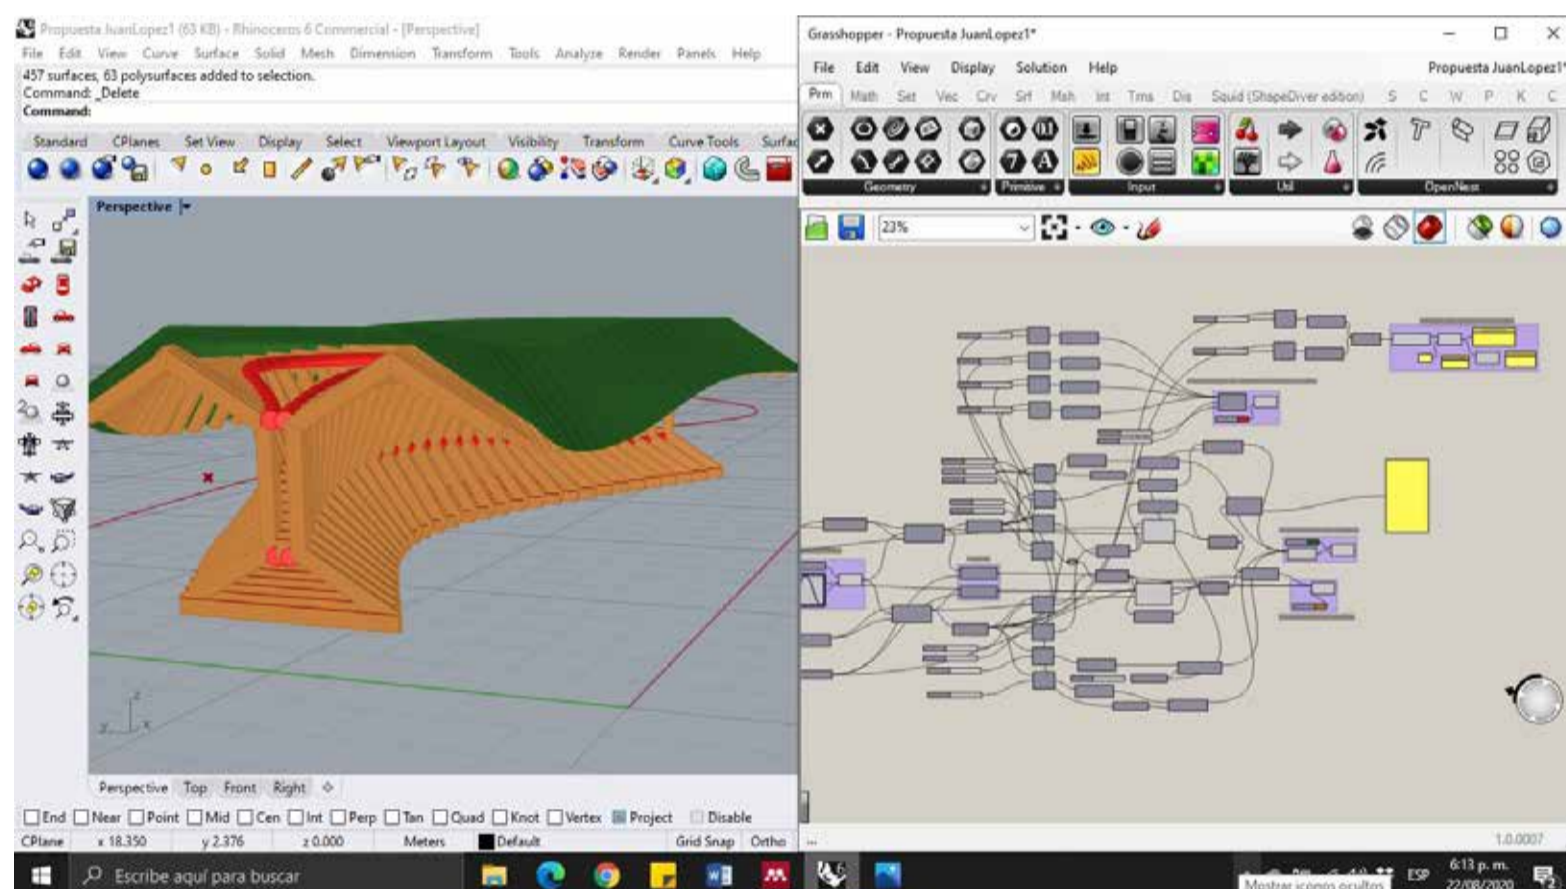 Propuesta JuanLopez1 (63 KB) - Rhinoceros 6 Commercial - [Perspective]
File Edit View Curve Surface Solid Mesh Dimension Transform Tools Analyze Render Panels Help
457 surfaces, 63 polysurfaces added to selection.
Command: _Delete
Command:
Standard CPlanes Set View Display Select Viewport Layout Visibility Transform Curve Tools Surfac
Perspective
z
y x
Perspective Top Front Right
End Near Point Mid Cen Int Perp Tan Quad Knot Vertex Project Disable
CPlane x 18.350 y 2.376 z 0.000 Meters Default Grid Snap Ortho
Grasshopper - Propuesta JuanLopez1*
File Edit View Display Solution Help Propuesta JuanLopez1*
Prm Math Set Vec Crv Srf Msh Int Trns Dis Squid (ShapeDiver edition) S C W P K C
Geometry Primitive Input Util OpenNest
23%
... 1.0.0007
Escribe aquí para buscar
ESP
6:13 p. m.
22/08/2020
Mostrar iconos ocultos